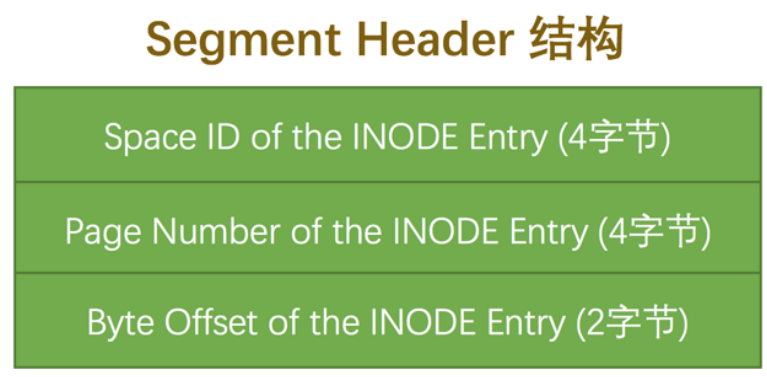 Segment Header 结构
Space ID of the INODE Entry (4字节)
Page Number of the INODE Entry (4字节)
Byte Offset of the INODE Entry (2字节)